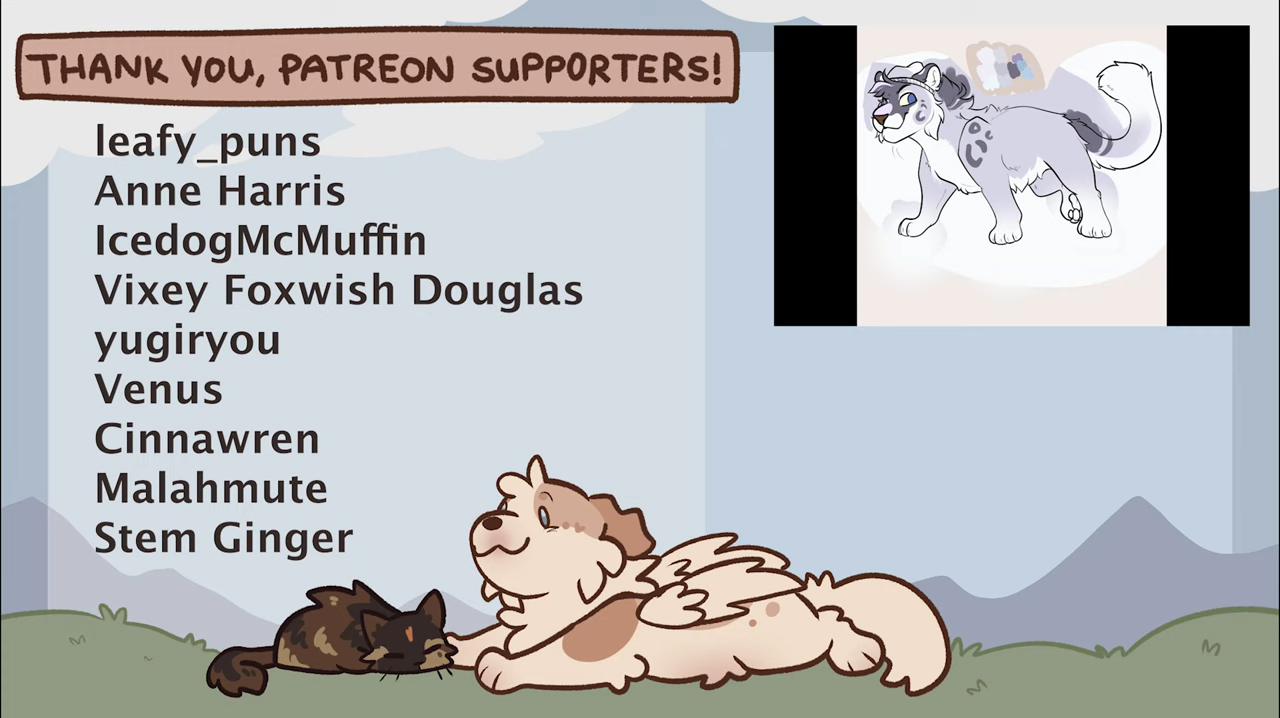 THANK YOU, PATREON SUPPORTERS!
leafy_puns
Anne Harris
IcedogMcMuffin
Vixey Foxwish Douglas
yugiryou
Venus
Cinnawren
Malahmute
Stem Ginger